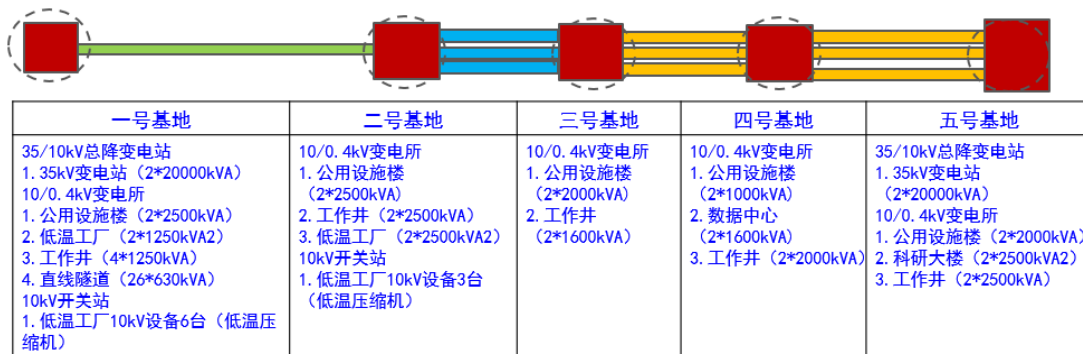 一号基地
35/10kV总降变电站
1.35kV变电站（2*20000kVA）
10/0.4kV变电所
1.公用设施楼（2*2500kVA）
2.低温工厂（2*1250kVA2）
3.工作井（4*1250kVA）
4.直线隧道（26*630kVA）
10kV开关站
1.低温工厂10kV设备6台（低温压
缩机）
二号基地
10/0.4kV变电所
1.公用设施楼
（2*2500kVA）
2.工作井（2*2500kVA）
3.低温工厂（2*2500kVA2）
10kV开关站
1.低温工厂10kV设备3台
（低温压缩机）
三号基地
10/0.4kV变电所
1.公用设施楼
（2*2000kVA）
2.工作井
（2*1600kVA）
四号基地
10/0.4kV变电所
1.公用设施楼
（2*1000kVA）
2.数据中心
（2*1600kVA）
3.工作井（2*2000kVA）
五号基地
35/10kV总降变电站
1.35kV变电站
（2*20000kVA）
10/0.4kV变电所
1.公用设施楼（2*2000kVA）
2.科研大楼（2*2500kVA2）
3.工作井（2*2500kVA）